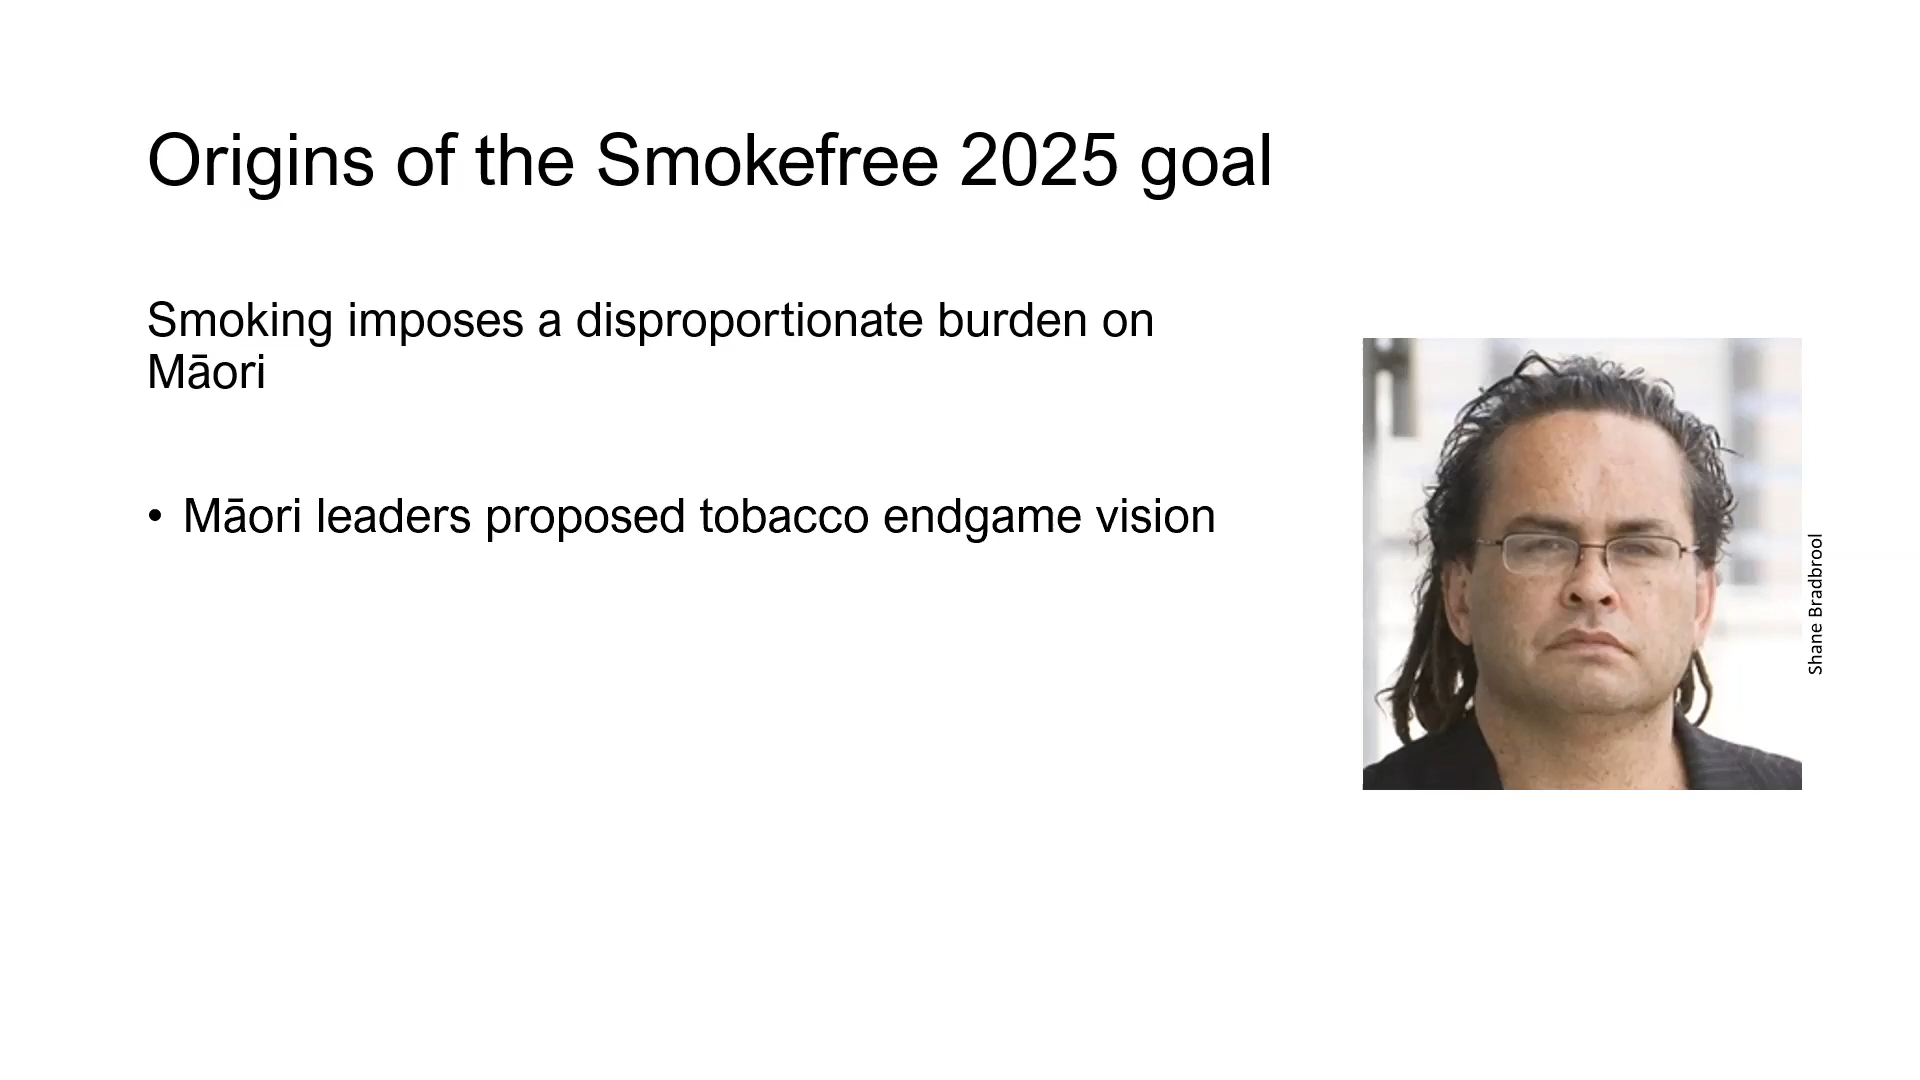 Origins of the Smokefree 2025 goal
Smoking imposes a disproportionate burden on
Māori
• Māori leaders proposed tobacco endgame vision
Shane Bradbrool